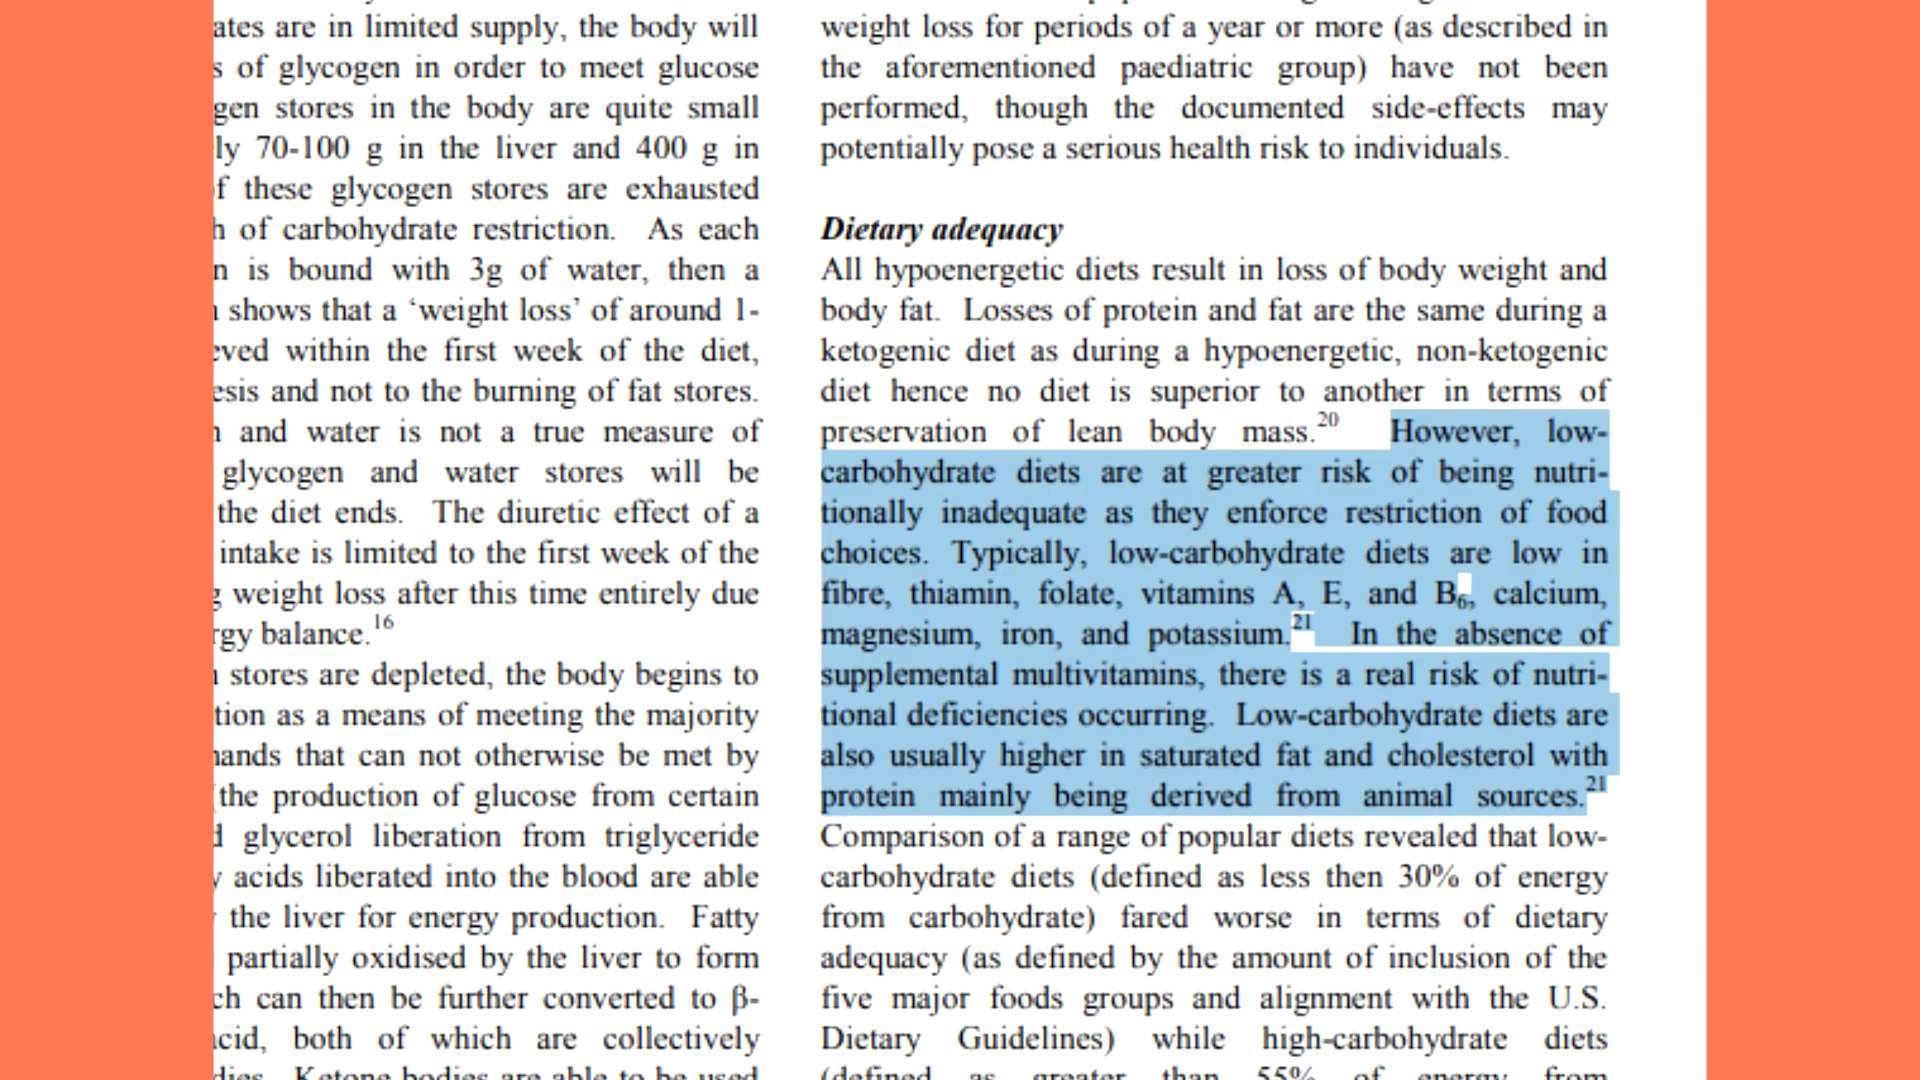 ates are in limited supply, the body will
s of glycogen in order to meet glucose
gen stores in the body are quite small
ly 70-100 g in the liver and 400 g in
f these glycogen stores are exhausted
h of carbohydrate restriction. As each
n is bound with 3g of water, then a
shows that a ‘weight loss’ of around 1-
ved within the first week of the diet,
esis and not to the burning of fat stores.
and water is not a true measure of
glycogen and water stores will be
the diet ends. The diuretic effect of a
intake is limited to the first week of the
weight loss after this time entirely due
rgy balance.16
stores are depleted, the body begins to
tion as a means of meeting the majority
ands that can not otherwise be met by
(the production of glucose from certain
d glycerol liberation from triglyceride
acids liberated into the blood are able
the liver for energy production. Fatty
partially oxidised by the liver to form
ch can then be further converted to β-
cid, both of which are collectively
dies. Ketone bodies are able to be used
weight loss for periods of a year or more (as described in
the aforementioned paediatric group) have not been
performed, though the documented side-effects may
potentially pose a serious health risk to individuals.
Dietary adequacy
All hypoenergetic diets result in loss of body weight and
body fat. Losses of protein and fat are the same during a
ketogenic diet as during a hypoenergetic, non-ketogenic
diet hence no diet is superior to another in terms of
preservation of lean body mass.20 However, low-
carbohydrate diets are at greater risk of being nutri-
tionally inadequate as they enforce restriction of food
choices. Typically, low-carbohydrate diets are low in
fibre, thiamin, folate, vitamins A, E, and B6, calcium,
magnesium, iron, and potassium.21 In the absence of
supplemental multivitamins, there is a real risk of nutri-
tional deficiencies occurring. Low-carbohydrate diets are
also usually higher in saturated fat and cholesterol with
protein mainly being derived from animal sources.21
Comparison of a range of popular diets revealed that low-
carbohydrate diets (defined as less then 30% of energy
from carbohydrate) fared worse in terms of dietary
adequacy (as defined by the amount of inclusion of the
five major foods groups and alignment with the U.S.
Dietary Guidelines) while high-carbohydrate diets
(defined as greater than 55% of energy from